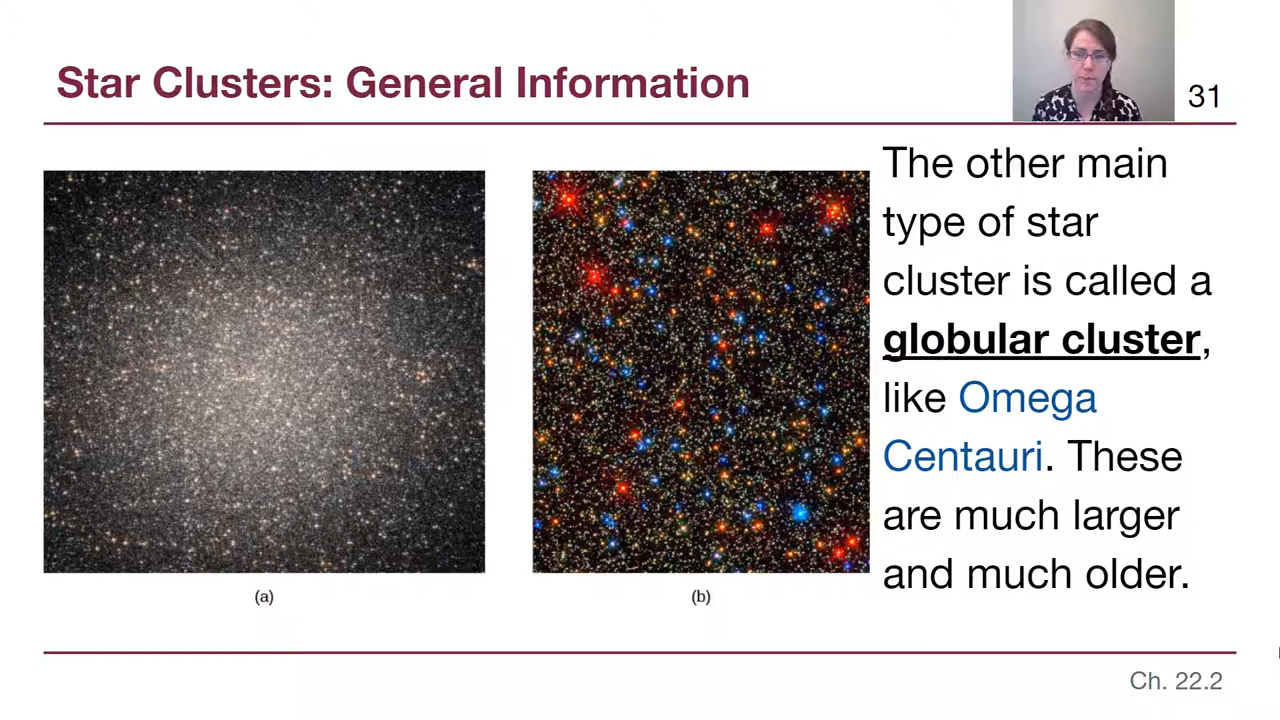 Star Clusters: General Information
31
The other main
type of star
cluster is called a
globular cluster,
like Omega
Centauri. These
are much larger
and much older.
(a)
(b)
Ch. 22.2